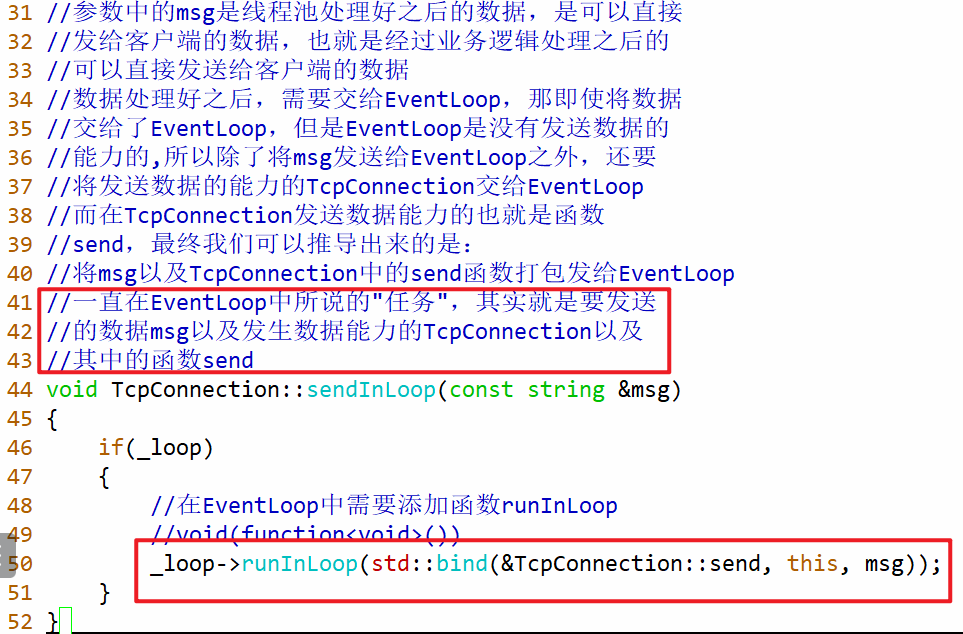 31 //参数中的msg是线程池处理好之后的数据，是可以直接
32 //发给客户端的数据，也就是经过业务逻辑处理之后的
33 //可以直接发送给客户端的数据
34 //数据处理好之后，需要交给EventLoop，那即使将数据
35 //交给了EventLoop，但是EventLoop是没有发送数据的
36 //能力的,所以除了将msg发送给EventLoop之外，还要
37 //将发送数据的能力的TcpConnection交给EventLoop
38 //而在TcpConnection发送数据能力的也就是函数
39 //send，最终我们可以推导出来的是：
40 //将msg以及TcpConnection中的send函数打包发给EventLoop
41 //一直在EventLoop中所说的"任务"，其实就是要发送
42 //的数据msg以及发生数据能力的TcpConnection以及
43 //其中的函数send
44 void TcpConnection::sendInLoop(const string &msg)
45 {
46     if(_loop)
47     {
48         //在EventLoop中需要添加函数runInLoop
49         //void(function<void>())
50         _loop->runInLoop(std::bind(&TcpConnection::send, this, msg));
51     }
52 }